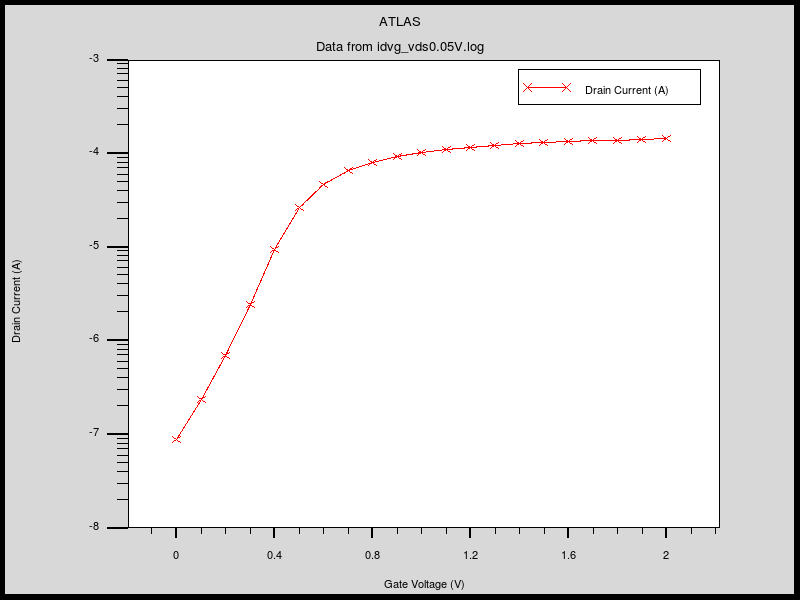 ATLAS
Data from idvg_vds0.05V.log
Drain Current (A)
-3
-4
-5
-6
-7
-8
Drain Current (A)
0
0.4
0.8
1.2
1.6
2
Gate Voltage (V)